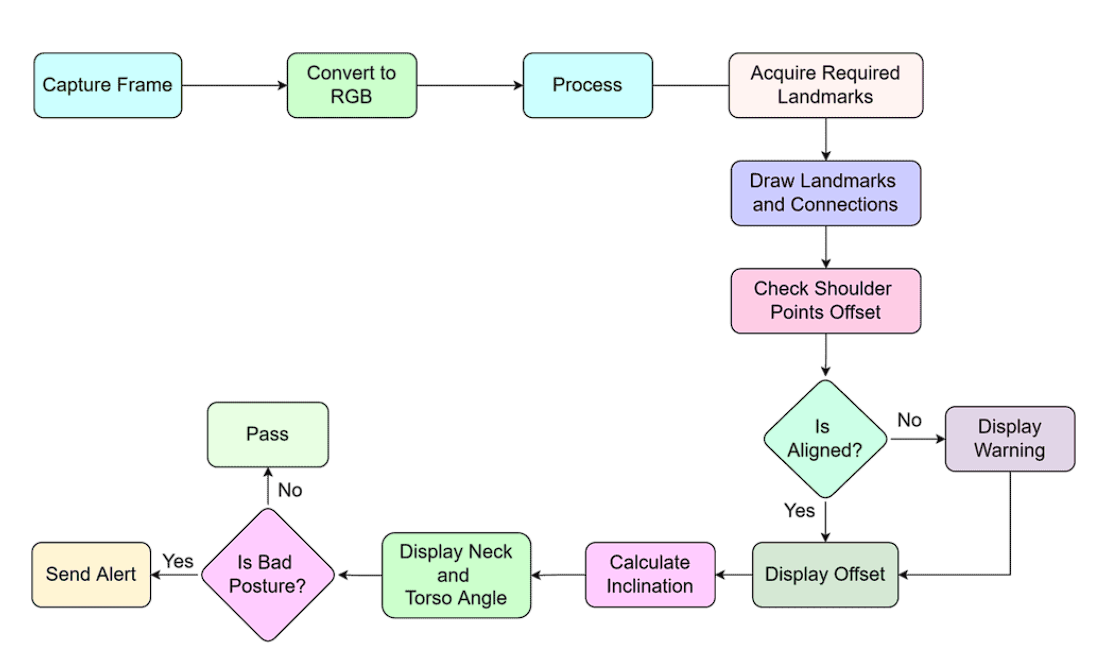 Capture Frame
Convert to
RGB
Process
Acquire Required
Landmarks
Draw Landmarks
and Connections
Check Shoulder
Points Offset
Is
Aligned?
No
Display
Warning
Yes
Display Offset
Calculate
Inclination
Display Neck
and
Torso Angle
Is Bad
Posture?
No
Pass
Yes
Send Alert